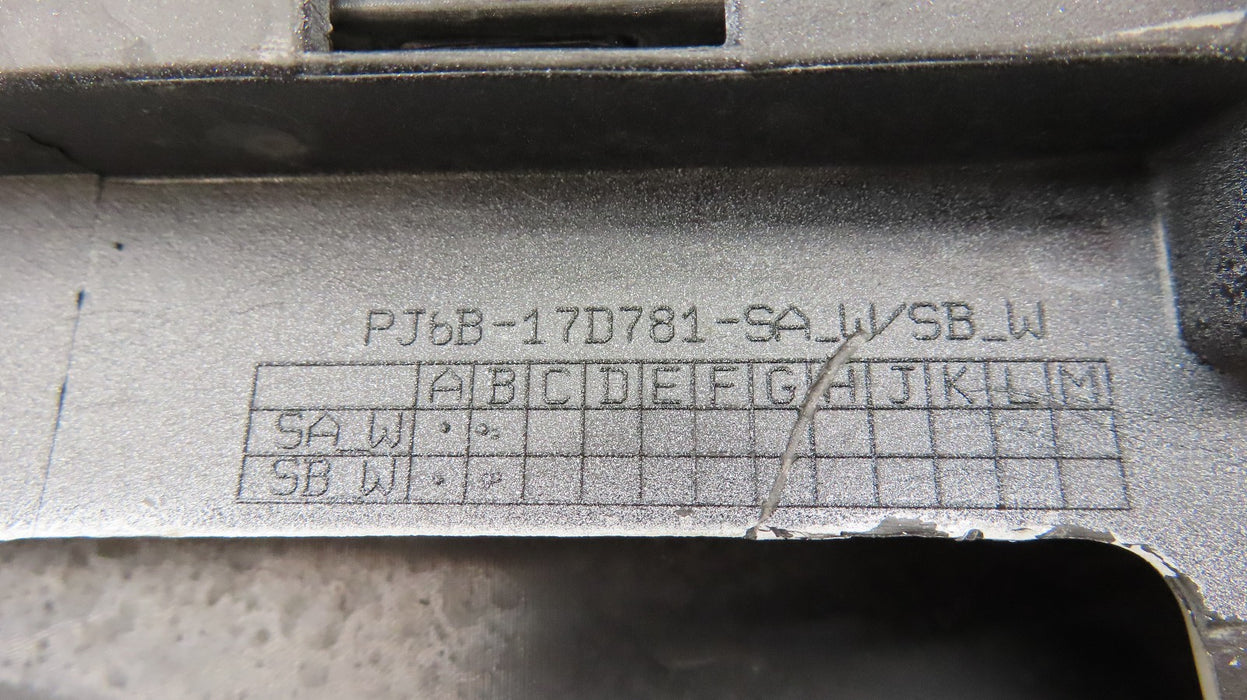 PJ6B-17D781-SA_W/SB_W
A B C D E F G H J K L M
SA_W
SB_W